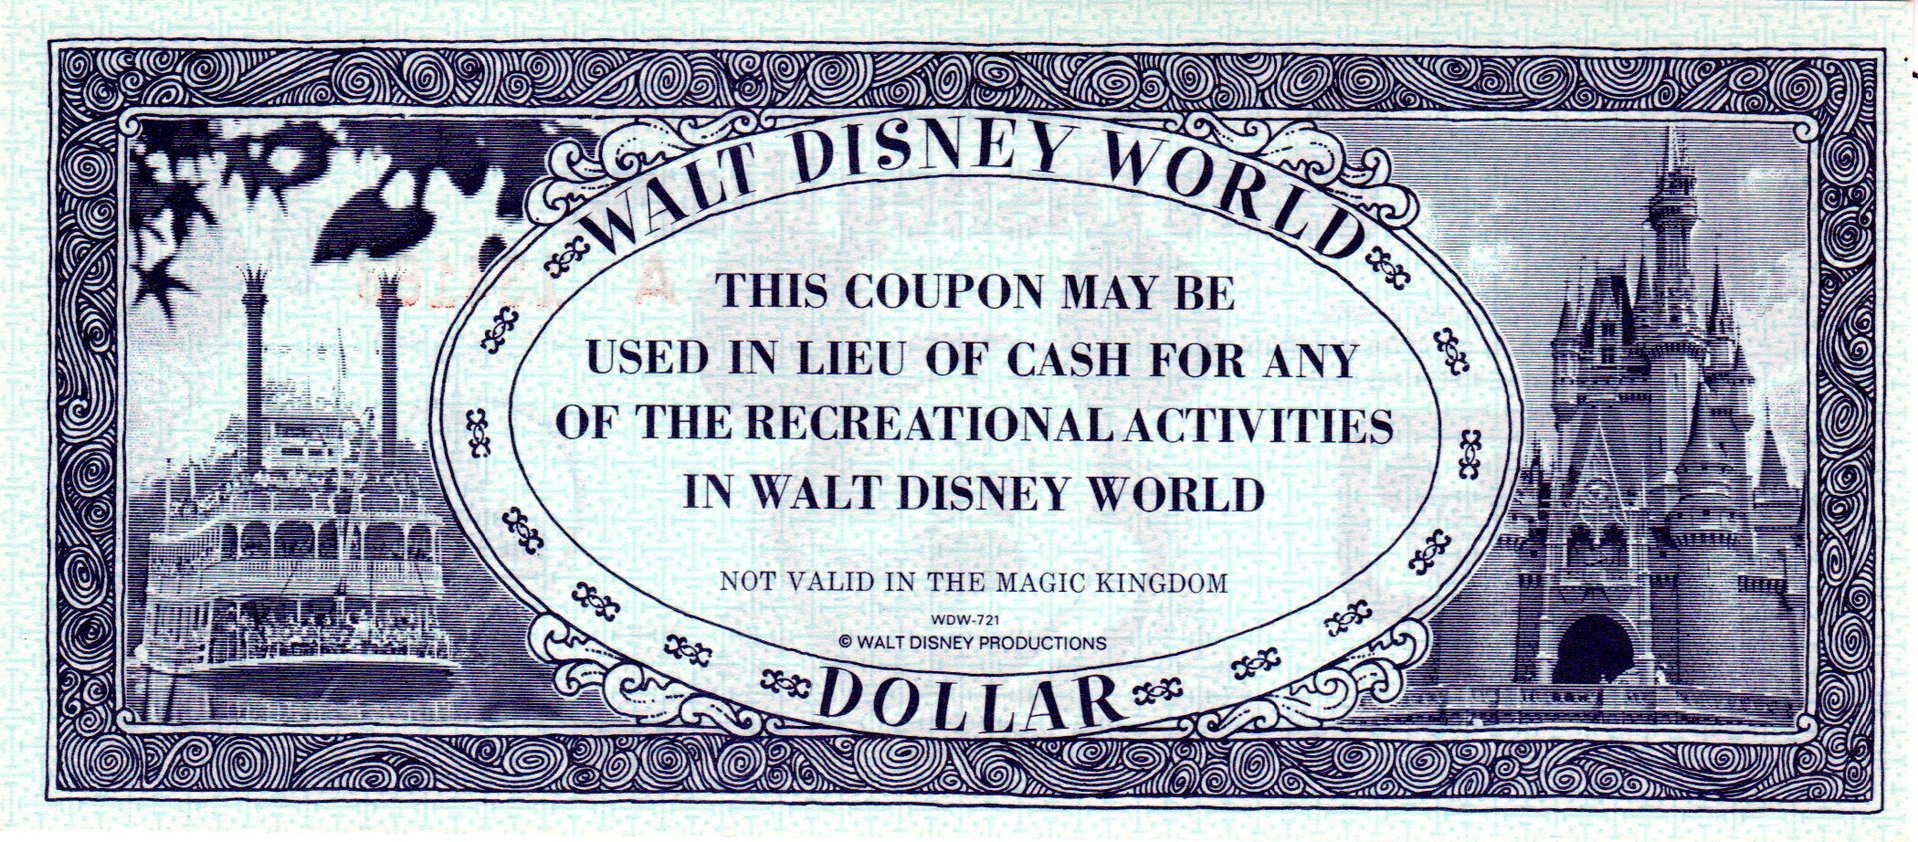 WALT DISNEY WORLD
THIS COUPON MAY BE
USED IN LIEU OF CASH FOR ANY
OF THE RECREATIONAL ACTIVITIES
IN WALT DISNEY WORLD
NOT VALID IN THE MAGIC KINGDOM
WDW-721
© WALT DISNEY PRODUCTIONS
DOLLAR